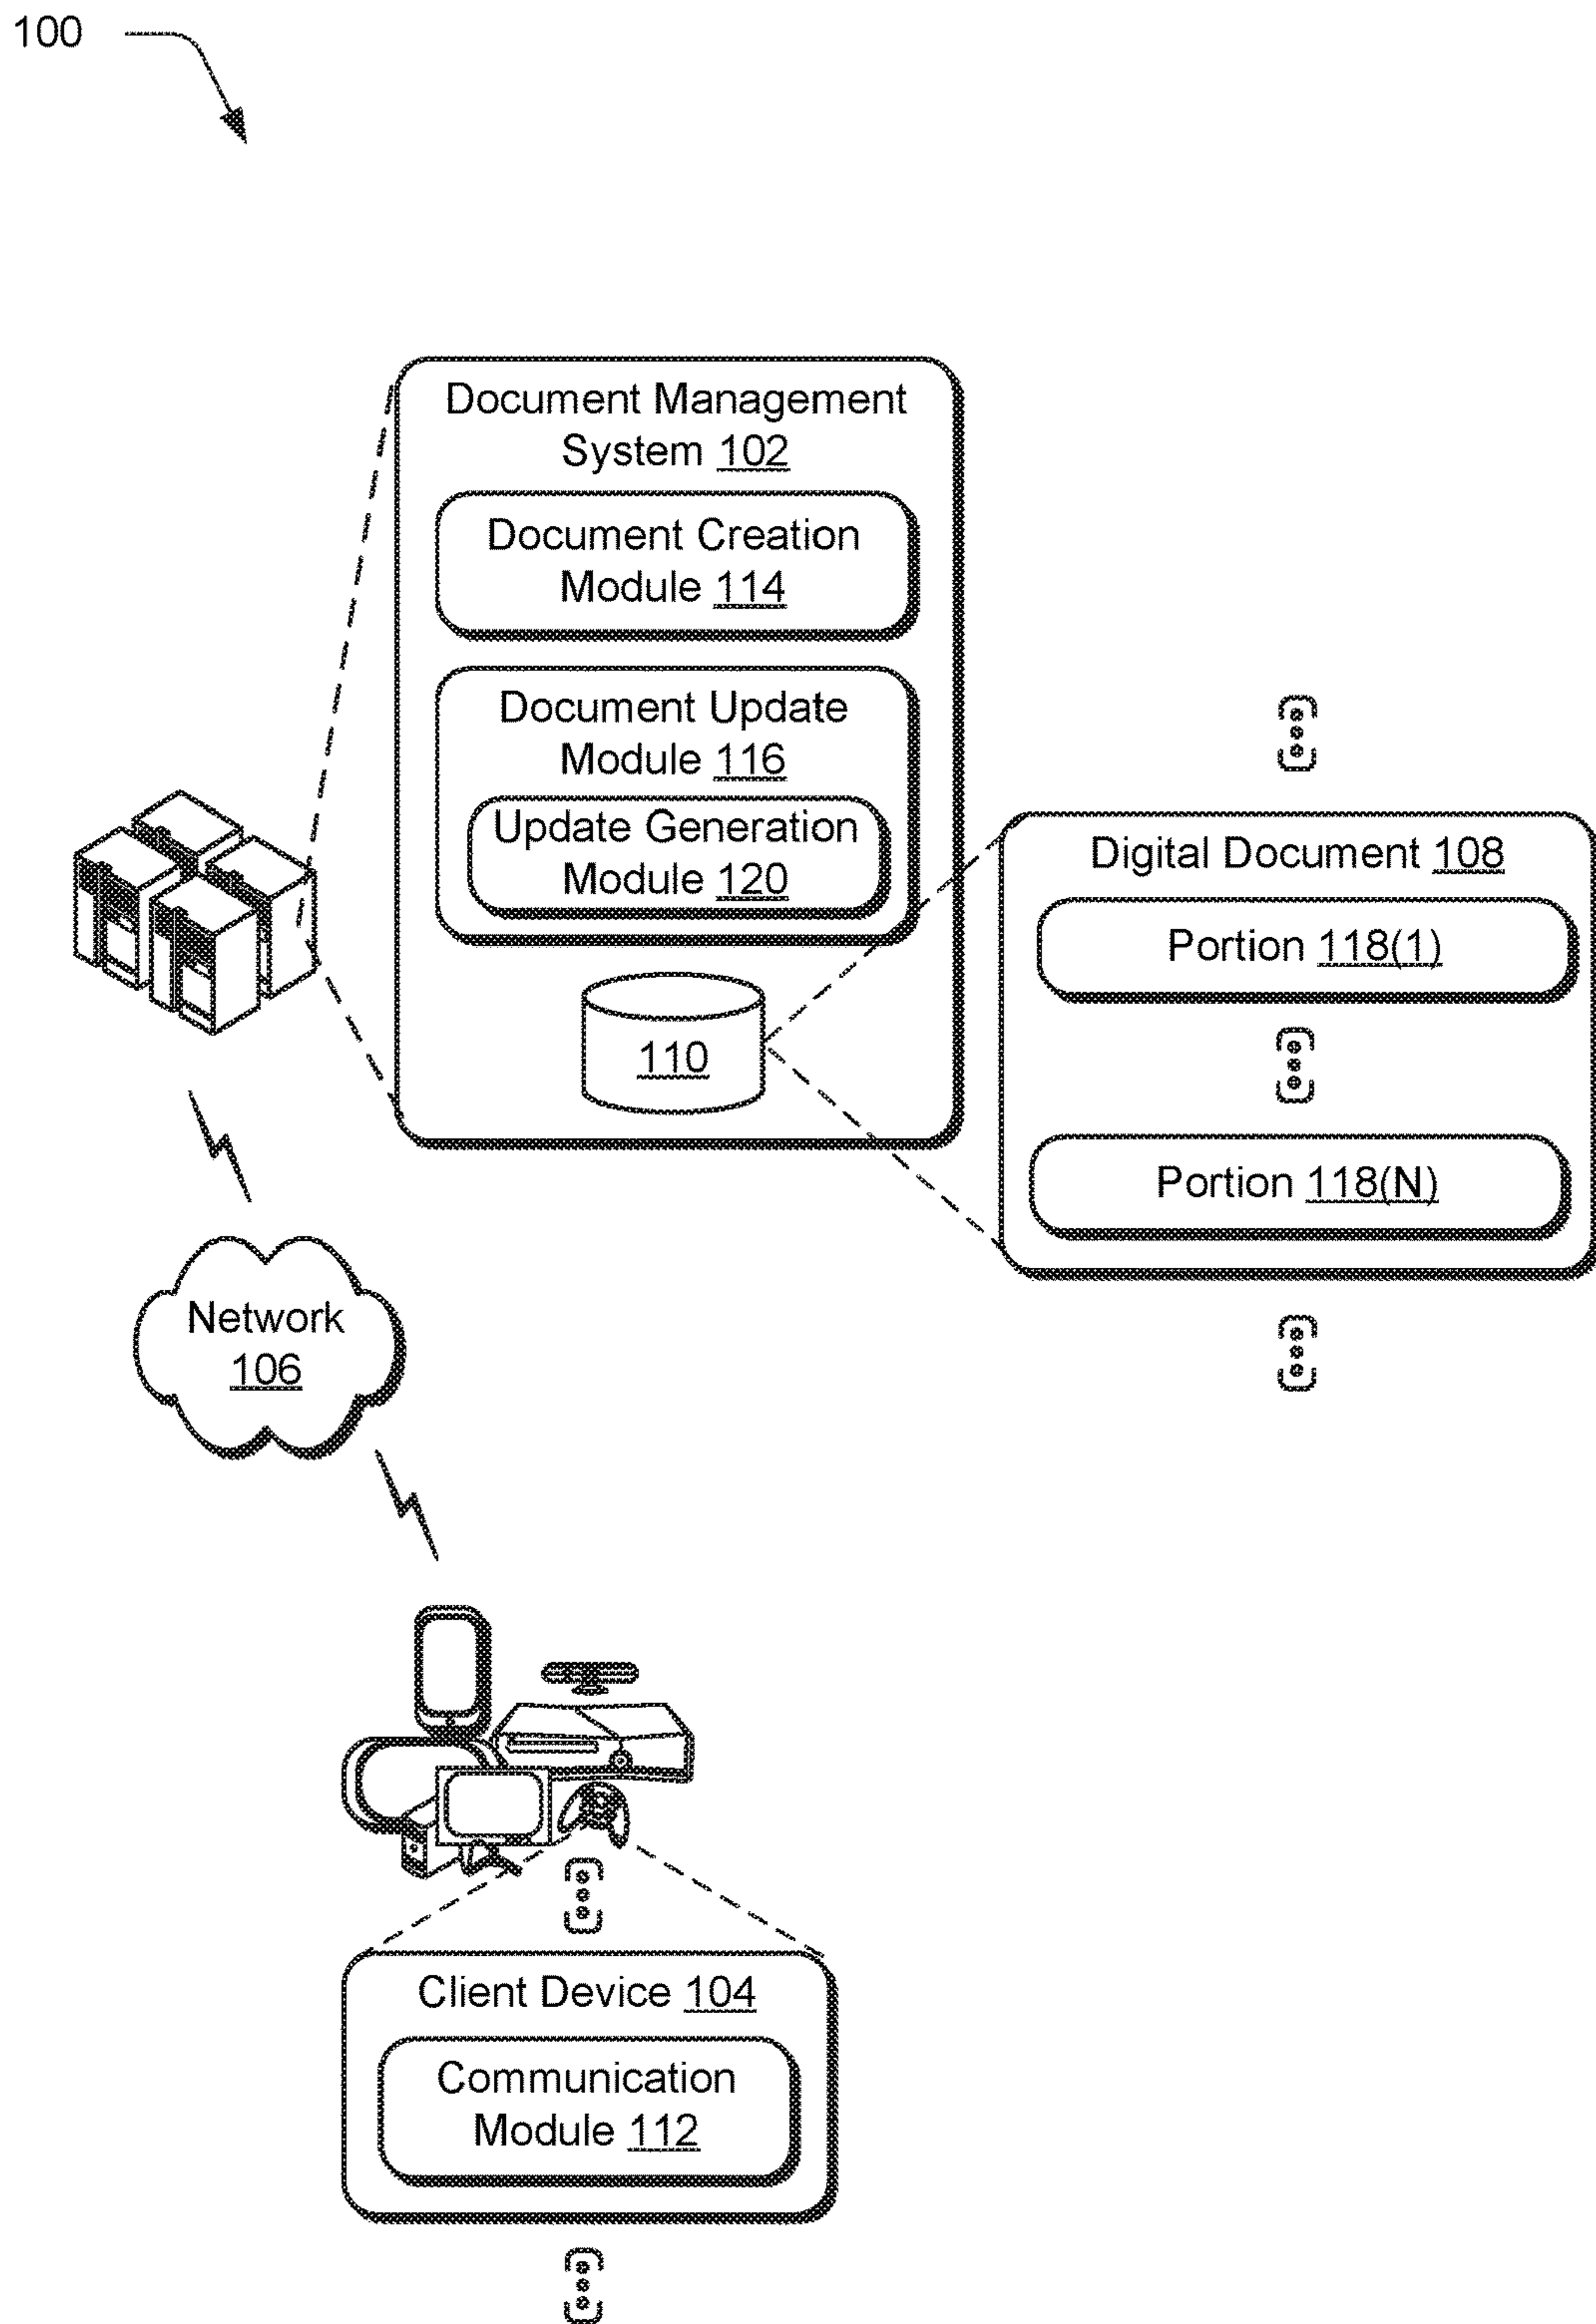 100
Document Management
System 102
Document Creation
Module 114
Document Update
Module 116
Update Generation
Module 120
110
Digital Document 108
Portion 118(1)
Portion 118(N)
Network
106
Client Device 104
Communication
Module 112